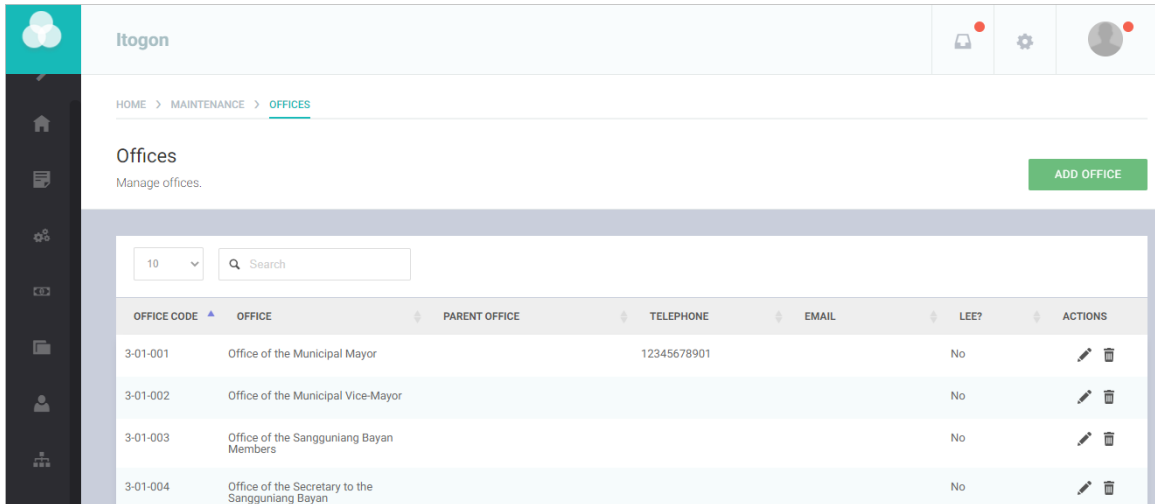 Itogon
HOME > MAINTENANCE > OFFICES
Offices
Manage offices.
ADD OFFICE
10 Search
OFFICE CODE OFFICE PARENT OFFICE TELEPHONE EMAIL LEE? ACTIONS
3-01-001 Office of the Municipal Mayor 12345678901 No
3-01-002 Office of the Municipal Vice-Mayor No
3-01-003 Office of the Sangguniang Bayan No
Members
3-01-004 Office of the Secretary to the No
Sangguniang Bayan